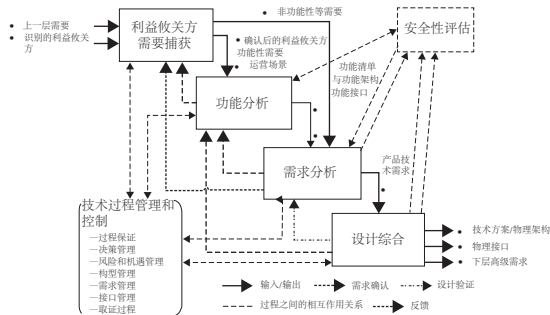 上一层需要
识别的利益攸关
方
利益攸关方
需要捕获
非功能性等需要
确认后的利益攸关方
功能性需要
运营场景
安全性评估
功能分析
功能清单
与功能架构
功能接口
需求分析
产品技
术需求
设计综合
技术过程管理和
控制
—过程保证
—决策管理
—风险和机遇管理
—构型管理
—需求管理
—接口管理
—取证过程
技术方案/物理架构
物理接口
下层高级需求
输入/输出
需求确认
设计验证
过程之间的相互作用关系
反馈